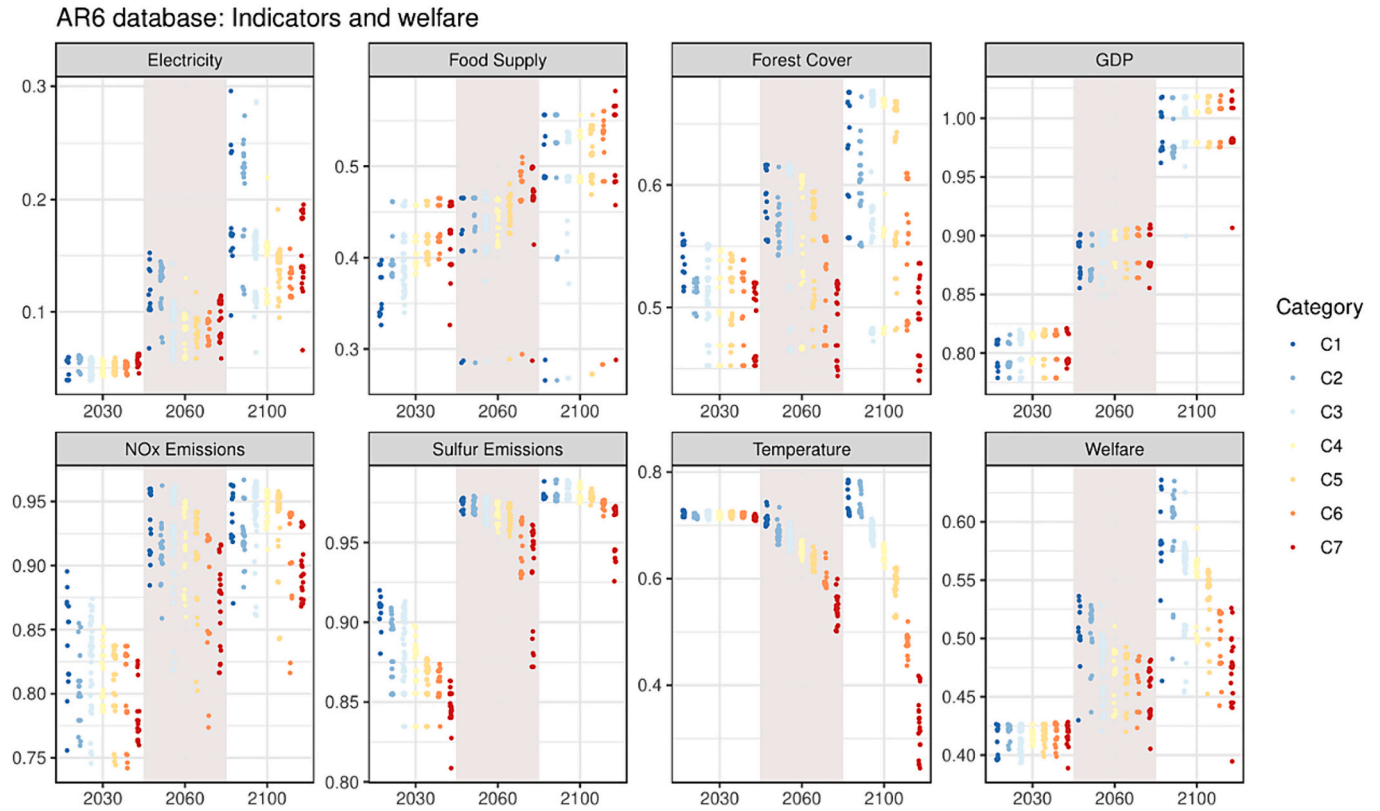 AR6 database: Indicators and welfare
Electricity
Food Supply
Forest Cover
GDP
0.3
0.2
0.1
0.5
0.4
0.3
0.6
0.5
1.00
0.95
0.90
0.85
0.80
2030 2060 2100
2030 2060 2100
2030 2060 2100
2030 2060 2100
NOx Emissions
Sulfur Emissions
Temperature
Welfare
0.95
0.90
0.85
0.80
0.75
0.95
0.90
0.85
0.80
0.8
0.6
0.4
0.60
0.55
0.50
0.45
0.40
2030 2060 2100
2030 2060 2100
2030 2060 2100
2030 2060 2100
Category
C1
C2
C3
C4
C5
C6
C7